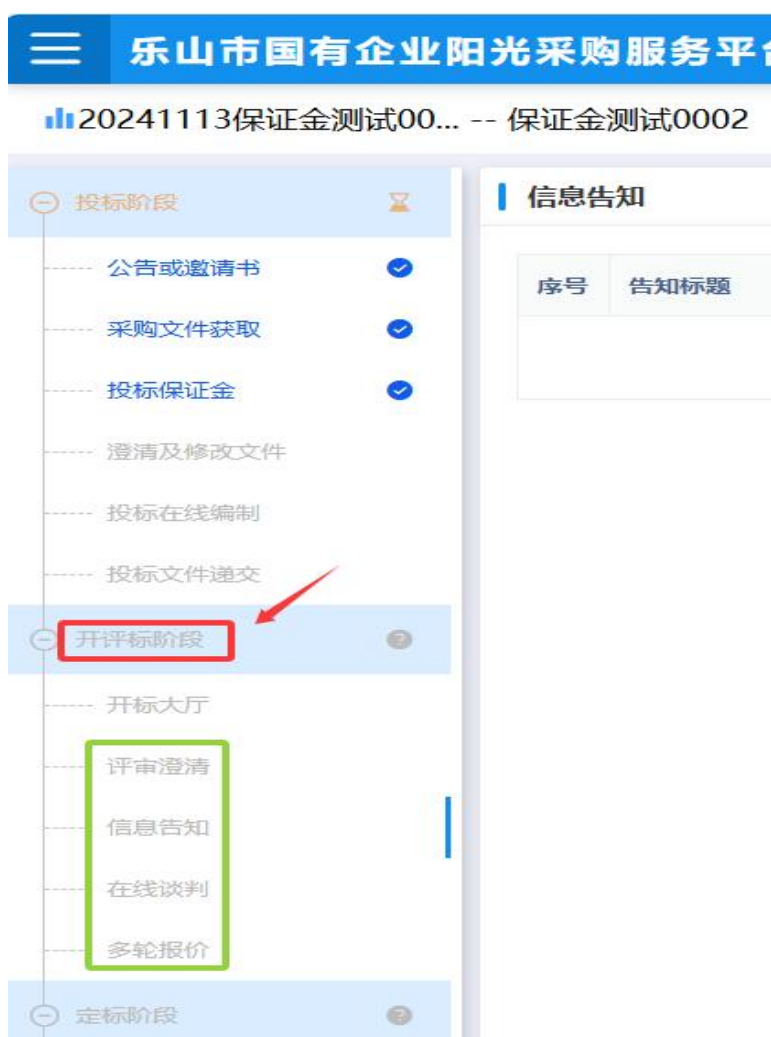 乐山市国有企业阳光采购服务平
20241113保证金测试00... -- 保证金测试0002
投标阶段
公告或邀请书
采购文件获取
投标保证金
澄清及修改文件
投标在线编制
投标文件递交
开评标阶段
?
开标大厅
评审澄清
信息告知
在线谈判
多轮报价
定标阶段
?
信息告知
序号 告知标题